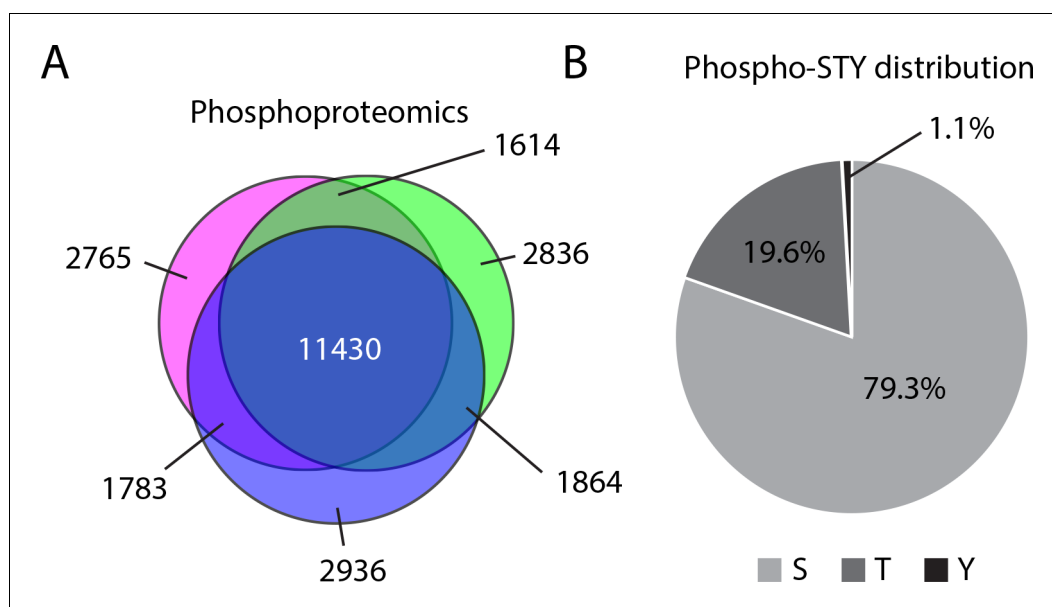 A
Phosphoproteomics
1614
2765
2836
11430
1783
1864
2936
B
Phospho-STY distribution
1.1%
19.6%
79.3%
S T Y